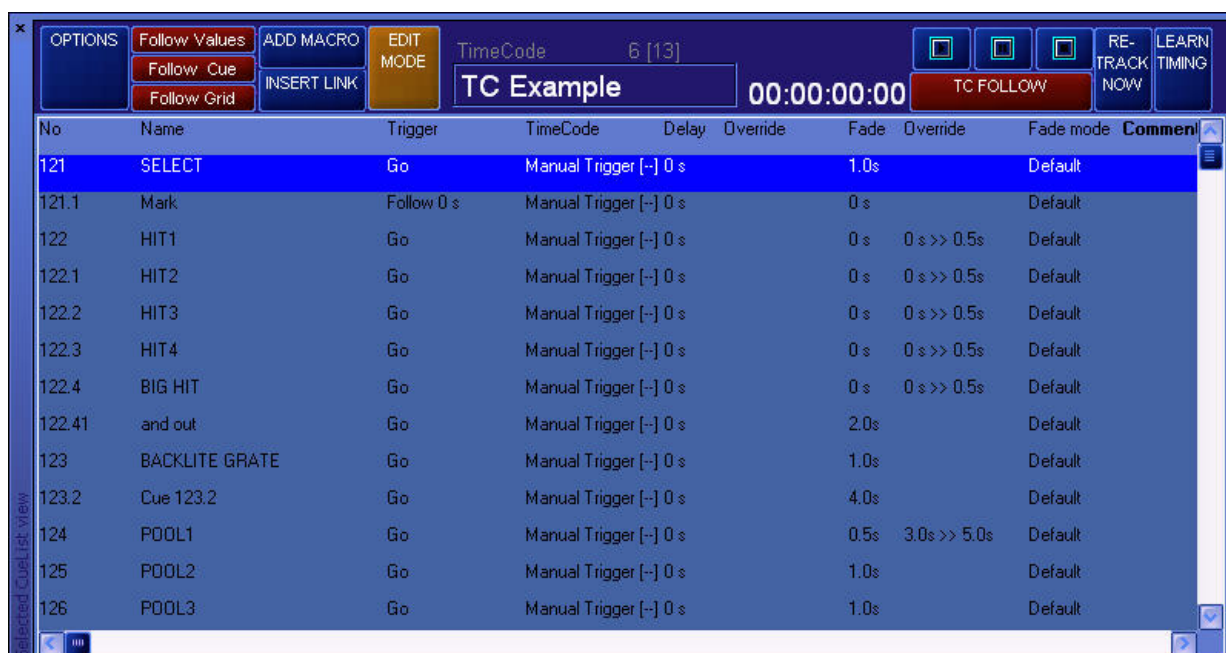 OPTIONS Follow Values ADD MACRO EDIT MODE TimeCode 6 [13] RE-TRACK NOW LEARN TIMING
Follow Cue
Follow Grid INSERT LINK TC Example 00:00:00:00 TC FOLLOW
No Name Trigger TimeCode Delay Override Fade Override Fade mode Comment
121 SELECT Go Manual Trigger [--] 0 s 1.0s Default
121.1 Mark Follow 0 s Manual Trigger [--] 0 s 0 s Default
122 HIT1 Go Manual Trigger [--] 0 s 0 s 0 s >> 0.5s Default
122.1 HIT2 Go Manual Trigger [--] 0 s 0 s 0 s >> 0.5s Default
122.2 HIT3 Go Manual Trigger [--] 0 s 0 s 0 s >> 0.5s Default
122.3 HIT4 Go Manual Trigger [--] 0 s 0 s 0 s >> 0.5s Default
122.4 BIG HIT Go Manual Trigger [--] 0 s 0 s 0 s >> 0.5s Default
122.41 and out Go Manual Trigger [--] 0 s 2.0s Default
123 BACKLITE GRATE Go Manual Trigger [--] 0 s 1.0s Default
123.2 Cue 123.2 Go Manual Trigger [--] 0 s 4.0s Default
124 POOL1 Go Manual Trigger [--] 0 s 0.5s 3.0s >> 5.0s Default
125 POOL2 Go Manual Trigger [--] 0 s 1.0s Default
126 POOL3 Go Manual Trigger [--] 0 s 1.0s Default
Selected CueList view